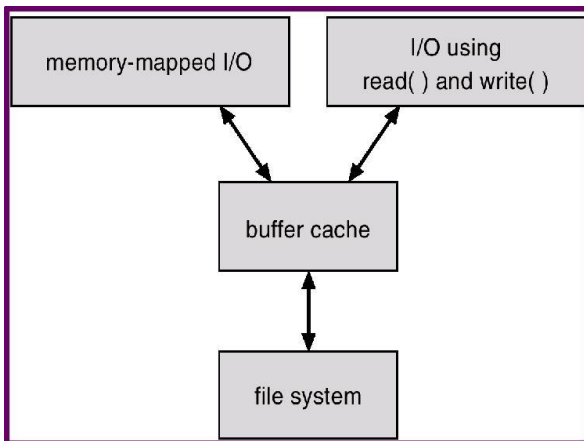 memory-mapped I/O
I/O using
read( ) and write( )
buffer cache
file system